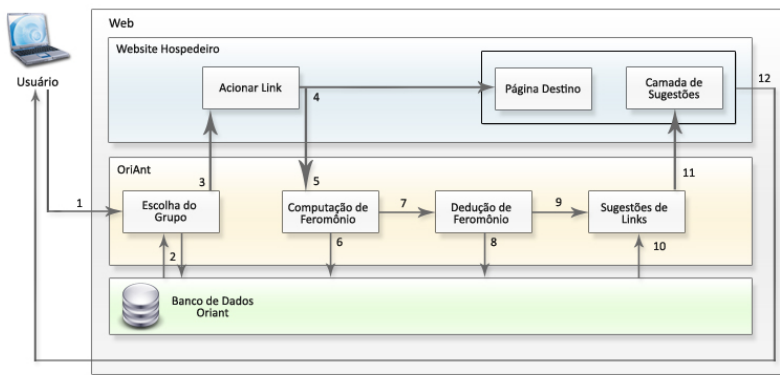 Web
Website Hospedeiro
Usuário
Acionar Link
Página Destino
Camada de
Sugestões
12
4
3
5
11
OriAnt
1
Escolha do
Grupo
Computação de
Feromônio
7
Dedução de
Feromônio
9
Sugestões de
Links
2
6
8
10
Banco de Dados
Oriant